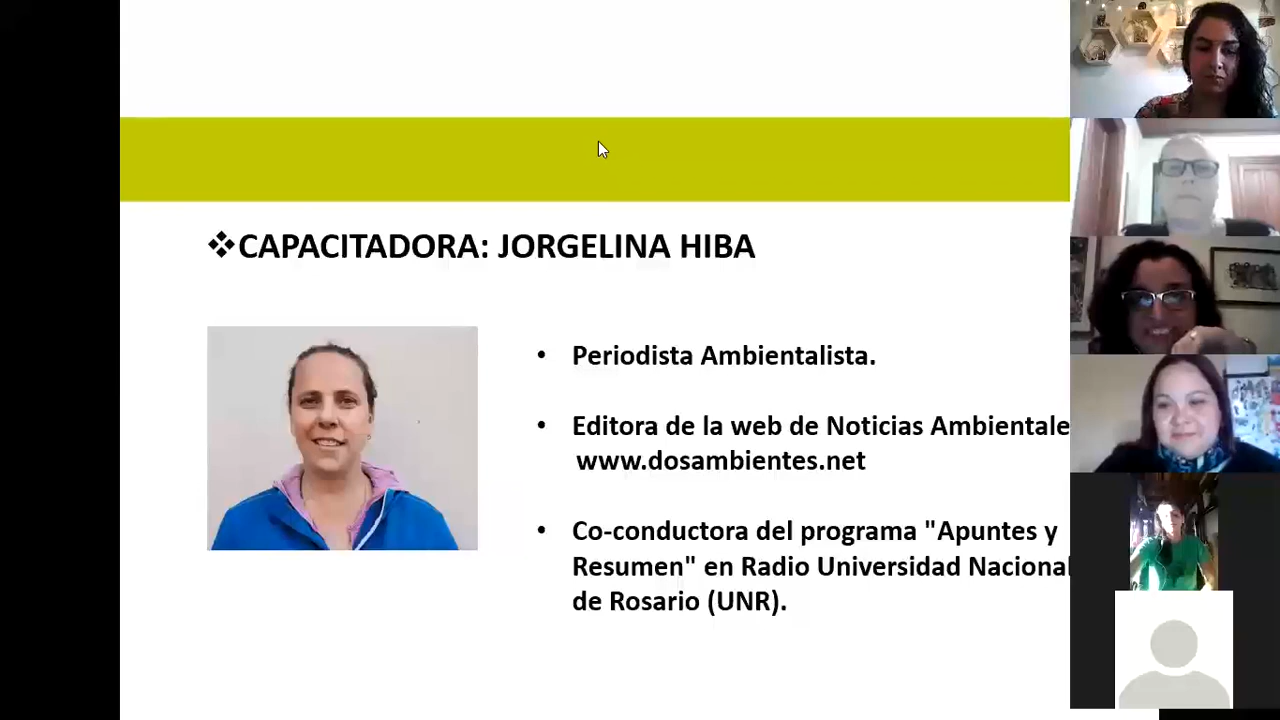 ❖CAPACITADORA: JORGELINA HIBA
• Periodista Ambientalista.
• Editora de la web de Noticias Ambientale
www.dosambientes.net
• Co-conductora del programa "Apuntes y
Resumen" en Radio Universidad Nacional
de Rosario (UNR).